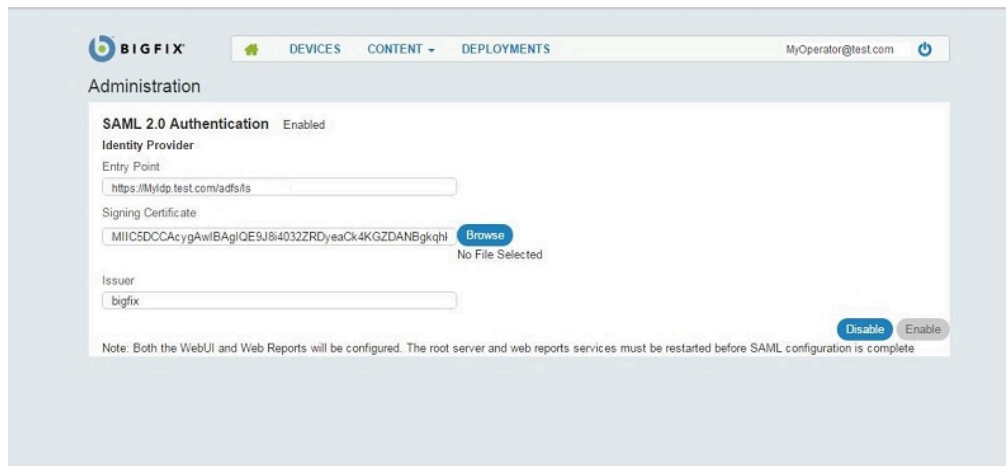 BIGFIX DEVICES CONTENT DEPLOYMENTS MyOperator@test.com
Administration
SAML 2.0 Authentication Enabled
Identity Provider
Entry Point
https://MyIdp.test.com/adfs/ls
Signing Certificate
MIIC5DCCAcygAwIBAgIQE9J8i4032ZRDyeaCk4KGZDANBgkqhl Browse
No File Selected
Issuer
bigfix
Disable Enable
Note: Both the WebUI and Web Reports will be configured. The root server and web reports services must be restarted before SAML configuration is complete